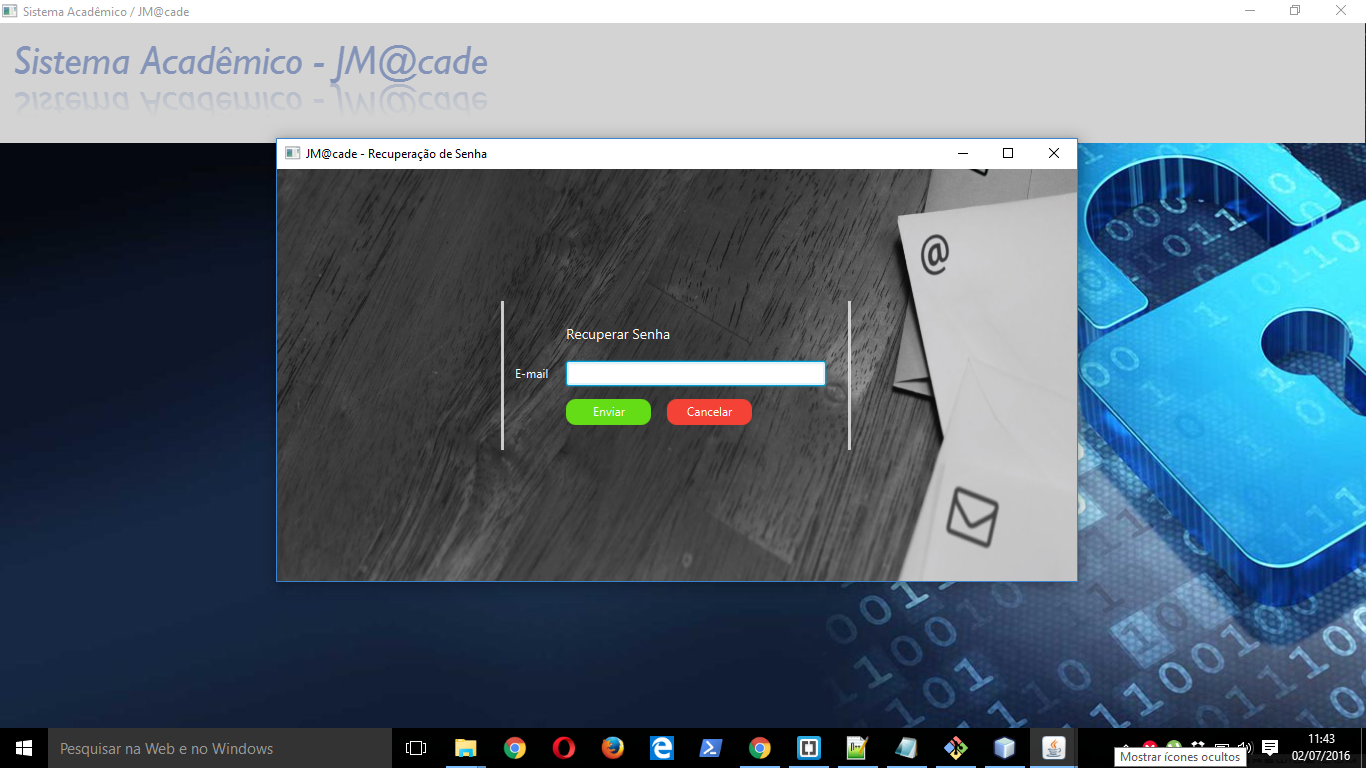 Sistema Acadêmico / JM@cade
Sistema Acadêmico - JM@cade
JM@cade - Recuperação de Senha
@
Recuperar Senha
E-mail
Enviar
Cancelar
Pesquisar na Web e no Windows
11:43
02/07/2016
Mostrar ícones ocultos